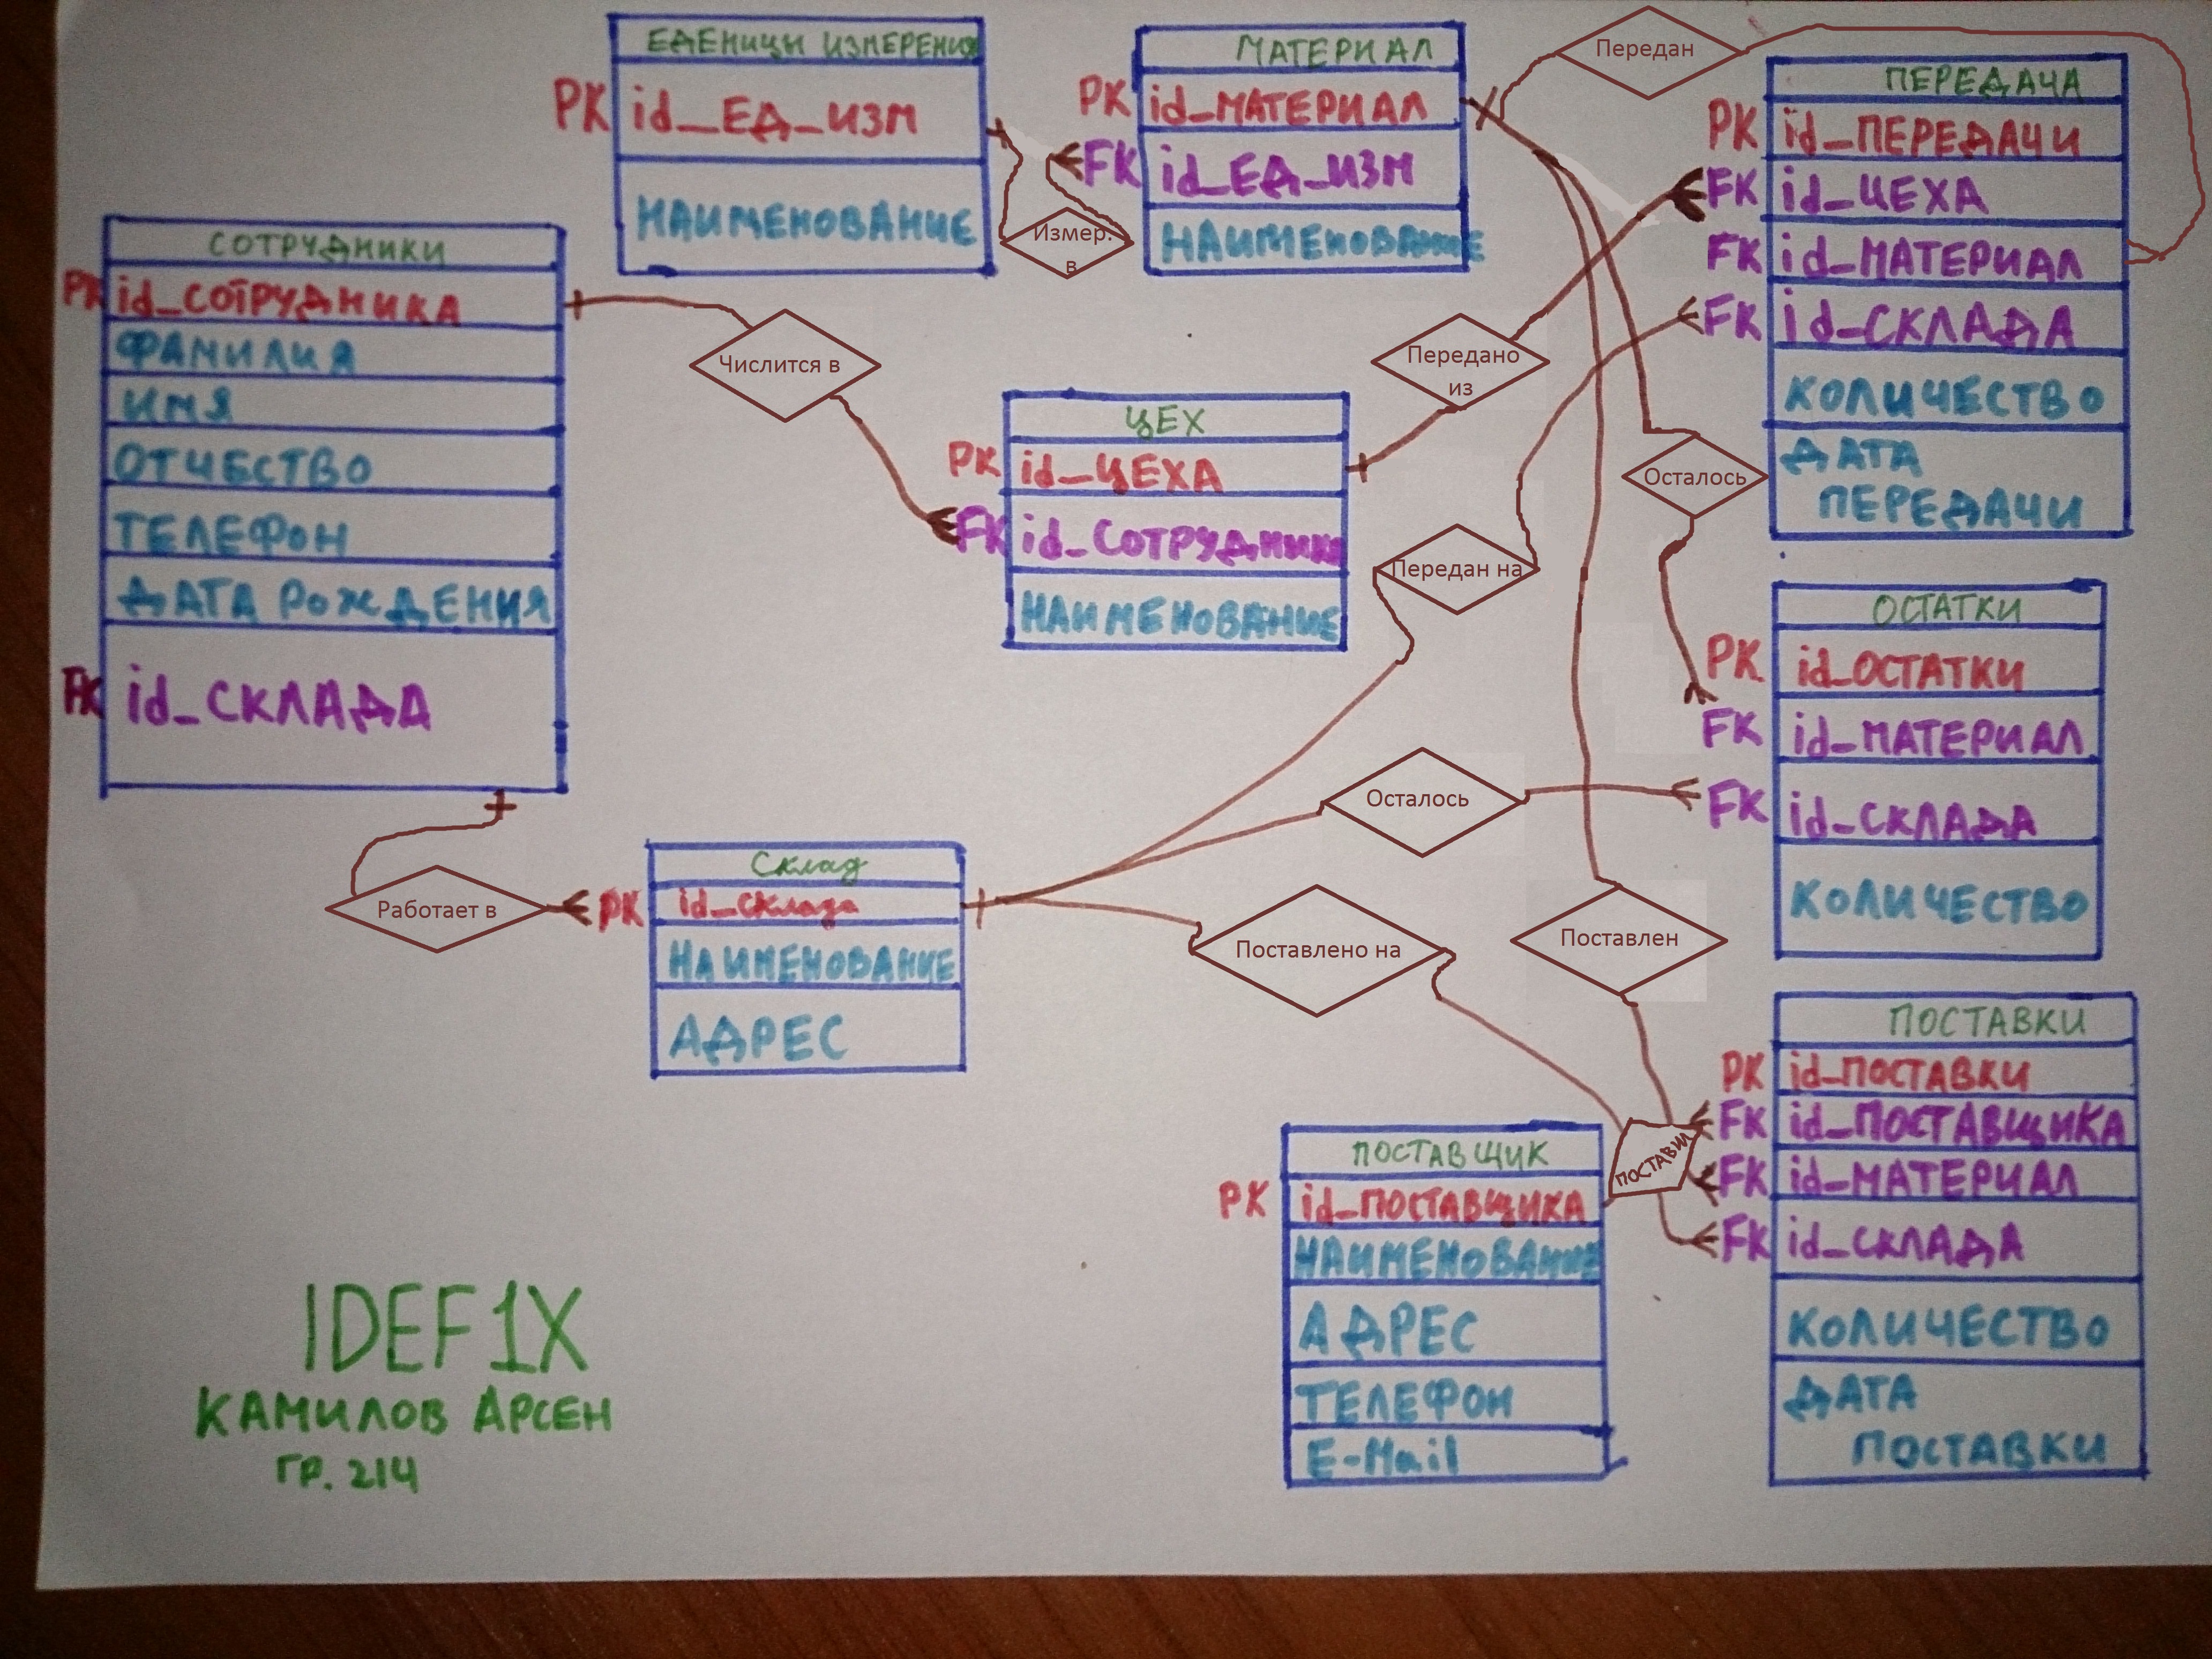 ЕДЕНИЦЫ ИЗМЕРЕНИЯ
PK id_ЕД_ИЗМ
НАИМЕНОВАНИЕ
Измер.
в
МАТЕРИАЛ
PK id_МАТЕРИАЛ
FK id_ЕД_ИЗМ
НАИМЕНОВАНИЕ
Передан
ПЕРЕДАЧА
PK id_ПЕРЕДАЧИ
FK id_ЦЕХА
FK id_МАТЕРИАЛ
FK id_СКЛАДА
КОЛИЧЕСТВО
ДАТА
ПЕРЕДАЧИ
СОТРУДНИКИ
PK id_СОТРУДНИКА
ФАМИЛИЯ
ИМЯ
ОТЧЕСТВО
ТЕЛЕФОН
ДАТА РОЖДЕНИЯ
FK id_СКЛАДА
Числится в
ЦЕХ
PK id_ЦЕХА
FK id_СОТРУДНИКА
НАИМЕНОВАНИЕ
Передано
из
Осталось
Передан на
ОСТАТКИ
PK id_ОСТАТКИ
FK id_МАТЕРИАЛ
FK id_СКЛАДА
КОЛИЧЕСТВО
Осталось
Работает в
Склад
PK id_склада
НАИМЕНОВАНИЕ
АДРЕС
Поставлено на
Поставлен
ПОСТАВИЛ
ПОСТАВЩИК
PK id_ПОСТАВЩИКА
НАИМЕНОВАНИЕ
АДРЕС
ТЕЛЕФОН
E-Mail
ПОСТАВКИ
PK id_ПОСТАВКИ
FK id_ПОСТАВЩИКА
FK id_МАТЕРИАЛ
FK id_СКЛАДА
КОЛИЧЕСТВО
ДАТА
ПОСТАВКИ
IDEF1X
КАМИЛОВ АРСЕН
ГР. 214